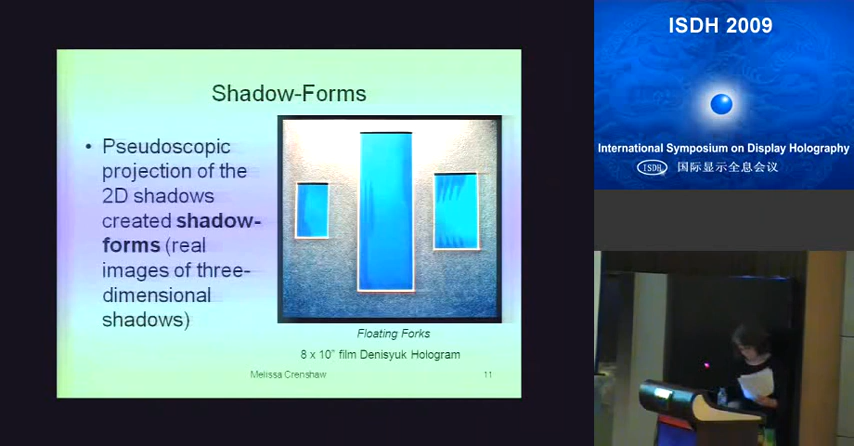 Shadow-Forms
• Pseudoscopic
projection of the
2D shadows
created shadow-
forms (real
images of three-
dimensional
shadows)
Floating Forks
8 x 10" film Denisyuk Hologram
Melissa Crenshaw
11
ISDH 2009
International Symposium on Display Holography
ISDH 国际显示全息会议